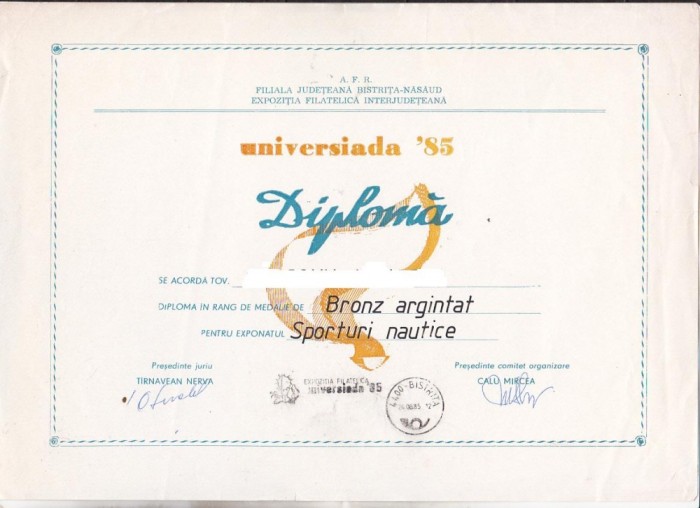 A. F. R.
FILIALA JUDEȚEANĂ BISTRIȚA-NĂSĂUD
EXPOZIȚIA FILATELICĂ INTERJUDEȚEANĂ
universiada '85
Diplomă
SE ACORDĂ TOV.
DIPLOMA ÎN RANG DE MEDALIE DE Bronz argintat
PENTRU EXPONATUL Sporturi nautice
Președinte juriu
TIRNAVEAN NERVA
Președinte comitet organizare
CALU MIRCEA
EXPOZIȚIA FILATELICĂ
universiada '85
4400-BISTRIȚA